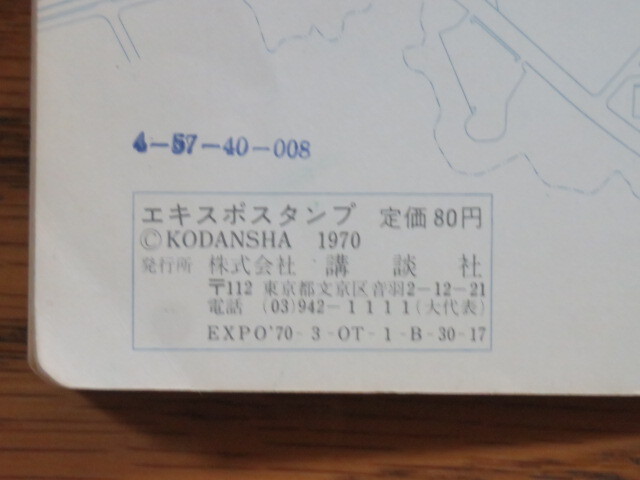 4-57-40-008
エキスポスタンプ 定価80円
©KODANSHA 1970
発行所 株式会社 講談社
〒112 東京都文京区音羽2-12-21
電話 (03)942-1111(大代表)
EXPO'70-3-OT-1-B-30-17